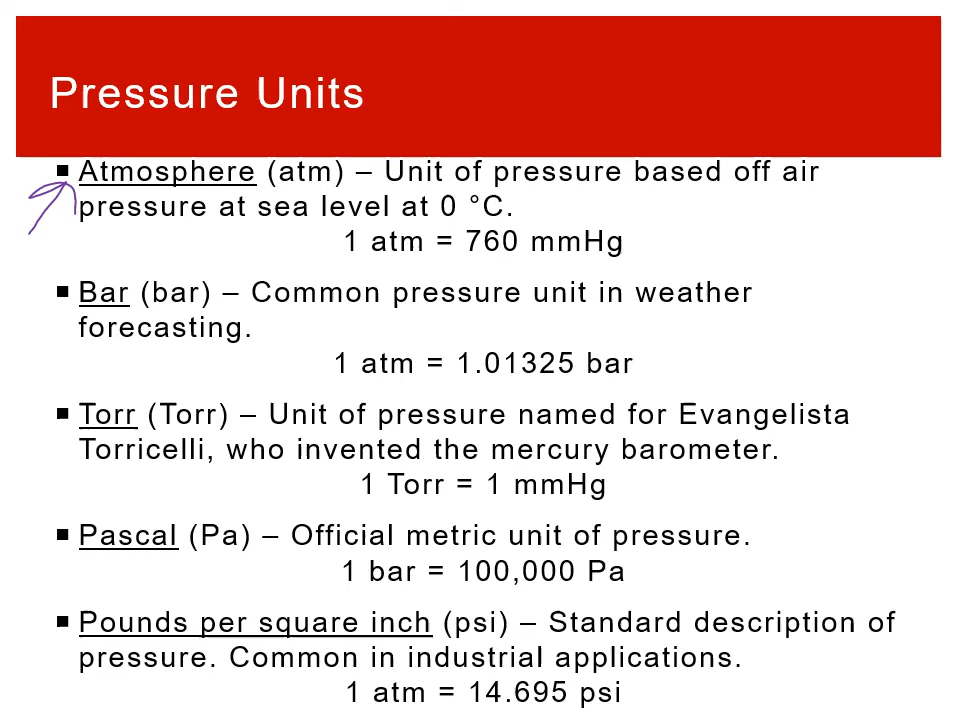 Pressure Units
▪ Atmosphere (atm) – Unit of pressure based off air
pressure at sea level at 0 °C.
1 atm = 760 mmHg
▪ Bar (bar) – Common pressure unit in weather
forecasting.
1 atm = 1.01325 bar
▪ Torr (Torr) – Unit of pressure named for Evangelista
Torricelli, who invented the mercury barometer.
1 Torr = 1 mmHg
▪ Pascal (Pa) – Official metric unit of pressure.
1 bar = 100,000 Pa
▪ Pounds per square inch (psi) – Standard description of
pressure. Common in industrial applications.
1 atm = 14.695 psi